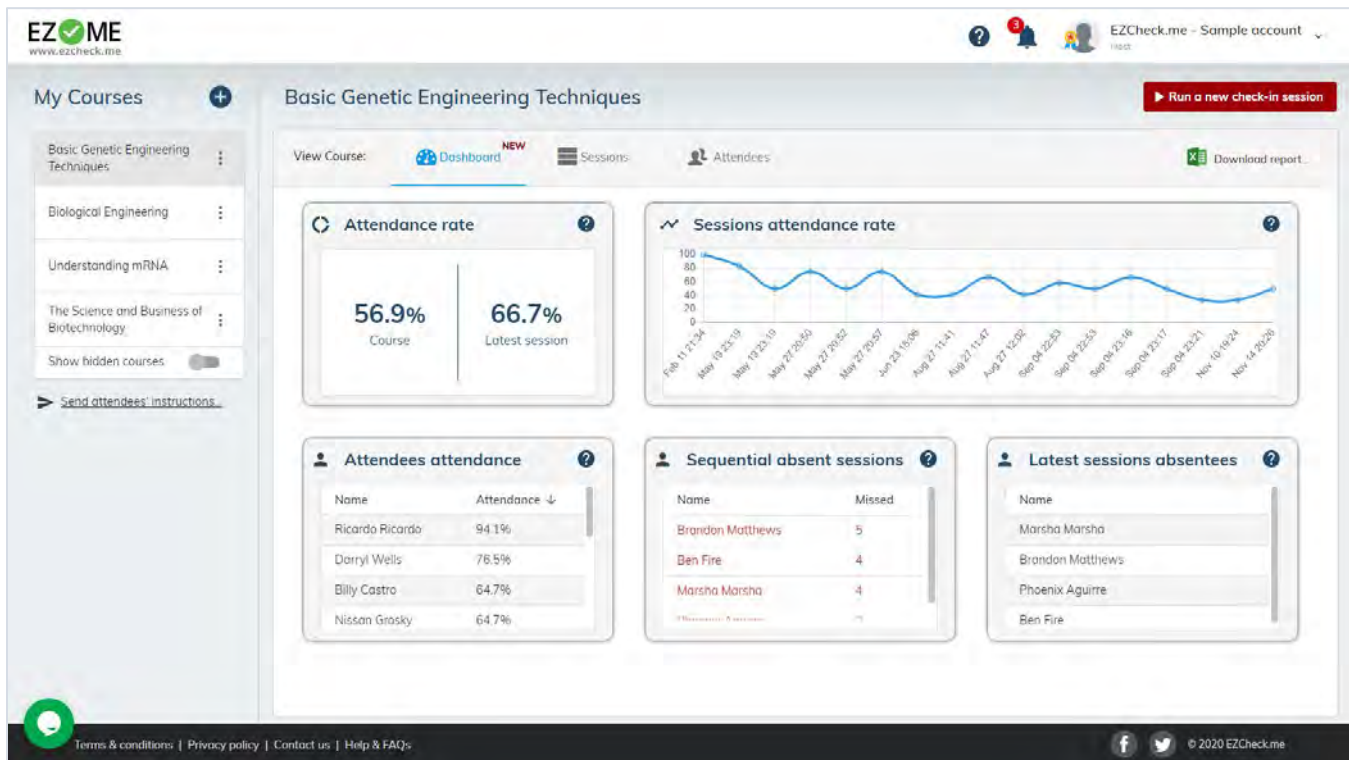 EZ ME
www.ezcheck.me
3
EZCheck.me - Sample account
Host
My Courses
Basic Genetic Engineering
Techniques
Biological Engineering
Understanding mRNA
The Science and Business of
Biotechnology
Show hidden courses
Send attendees' instructions...
Basic Genetic Engineering Techniques
Run a new check-in session
View Course:
Dashboard
NEW
Sessions
Attendees
Download report...
Attendance rate
?
56.9%
Course
66.7%
Latest session
Sessions attendance rate
?
100
80
60
40
20
0
Feb 11 21:34
May 19 23:19
May 19 23:19
May 27 20:50
May 27 20:52
May 27 20:57
Jun 23 16:06
Aug 27 11:41
Aug 27 11:47
Aug 27 12:02
Sep 04 22:53
Sep 04 22:53
Sep 04 23:16
Sep 04 23:17
Sep 04 23:21
Nov 10 19:24
Nov 14 20:26
Attendees attendance
?
Name Attendance ↓
Ricardo Ricardo 94.1%
Darryl Wells 76.5%
Billy Castro 64.7%
Nissan Grosky 64.7%
Sequential absent sessions
?
Name Missed
Brandon Matthews 5
Ben Fire 4
Marsha Marsha 4
Latest sessions absentees
?
Name
Marsha Marsha
Brandon Matthews
Phoenix Aguirre
Ben Fire
Terms & conditions | Privacy policy | Contact us | Help & FAQs
© 2020 EZCheck.me